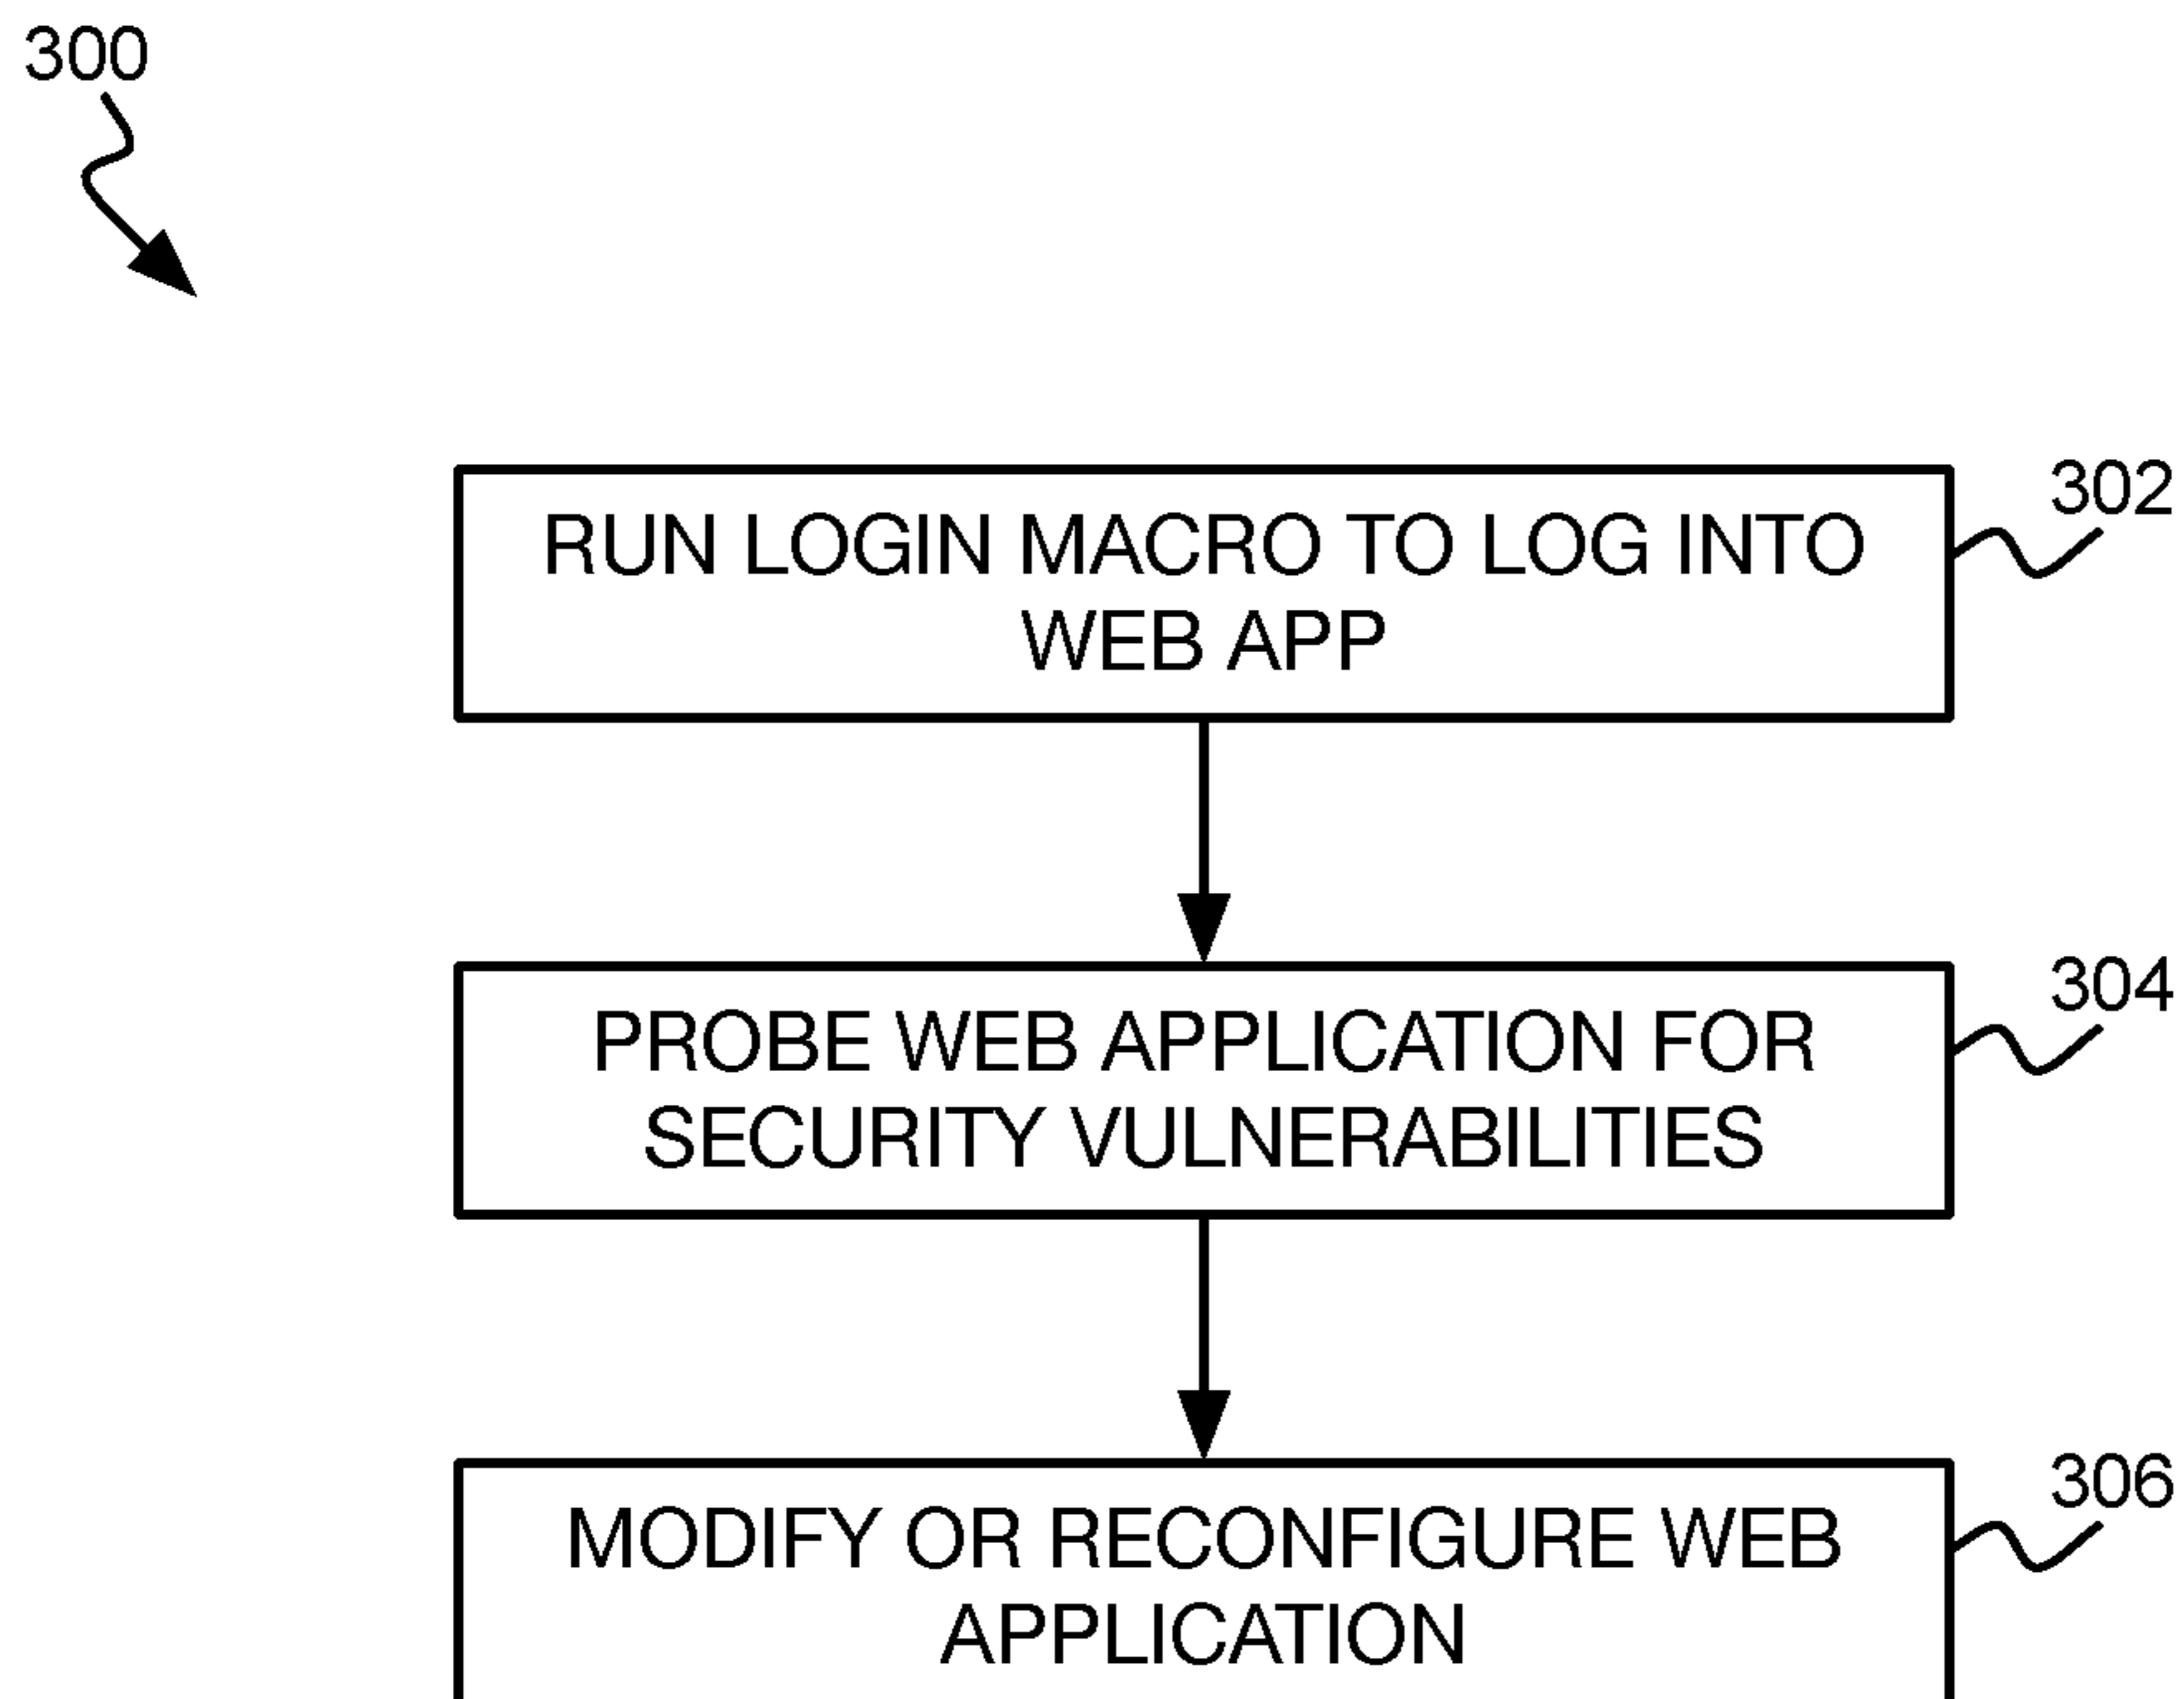 300
302
RUN LOGIN MACRO TO LOG INTO
WEB APP
304
PROBE WEB APPLICATION FOR
SECURITY VULNERABILITIES
306
MODIFY OR RECONFIGURE WEB
APPLICATION